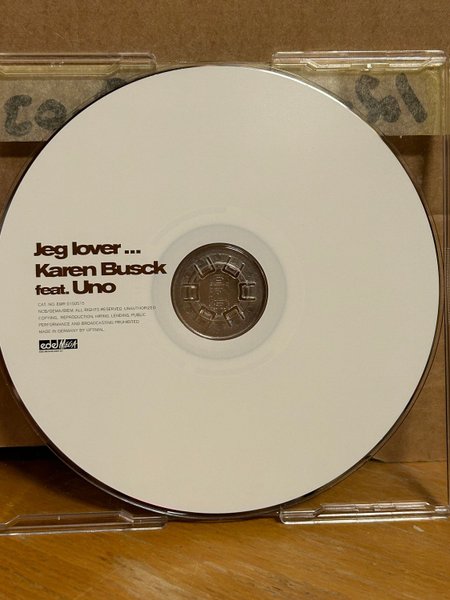 Jeg lover ...
Karen Busck
feat. Uno
NCB/GEMA/BIEM. ALL RIGHTS RESERVED. UNAUTHORIZED
COPYING, REPRODUCTION, HIRING, LENDING, PUBLIC
PERFORMANCE AND BROADCASTING PROHIBITED.
MADE IN GERMANY BY OPTIMAL.
edel MEGA